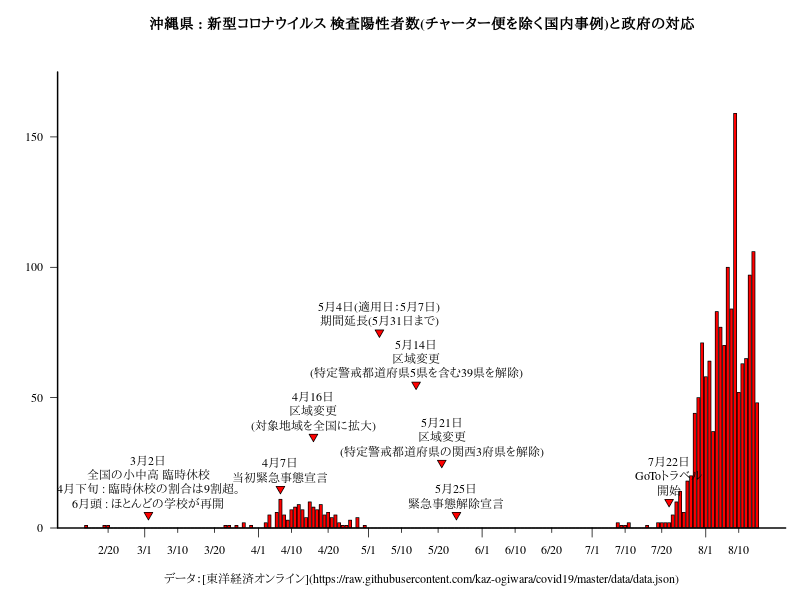 沖縄県 : 新型コロナウイルス 検査陽性者数(チャーター便を除く国内事例)と政府の対応
150
100
50
0
5月4日(適用日:5月7日)
期間延長(5月31日まで)
5月14日
区域変更
(特定警戒都道府県5県を含む39県を解除)
4月16日
区域変更
(対象地域を全国に拡大)
5月21日
区域変更
(特定警戒都道府県の関西3府県を解除)
3月2日
全国の小中高 臨時休校
4月下旬 : 臨時休校の割合は9割超。
6月頭 : ほとんどの学校が再開
4月7日
当初緊急事態宣言
5月25日
緊急事態解除宣言
7月22日
GoToトラベル
開始
2/20 3/1 3/10 3/20 4/1 4/10 4/20 5/1 5/10 5/20 6/1 6/10 6/20 7/1 7/10 7/20 8/1 8/10
データ:[東洋経済オンライン](https://raw.githubusercontent.com/kaz-ogiwara/covid19/master/data/data.json)